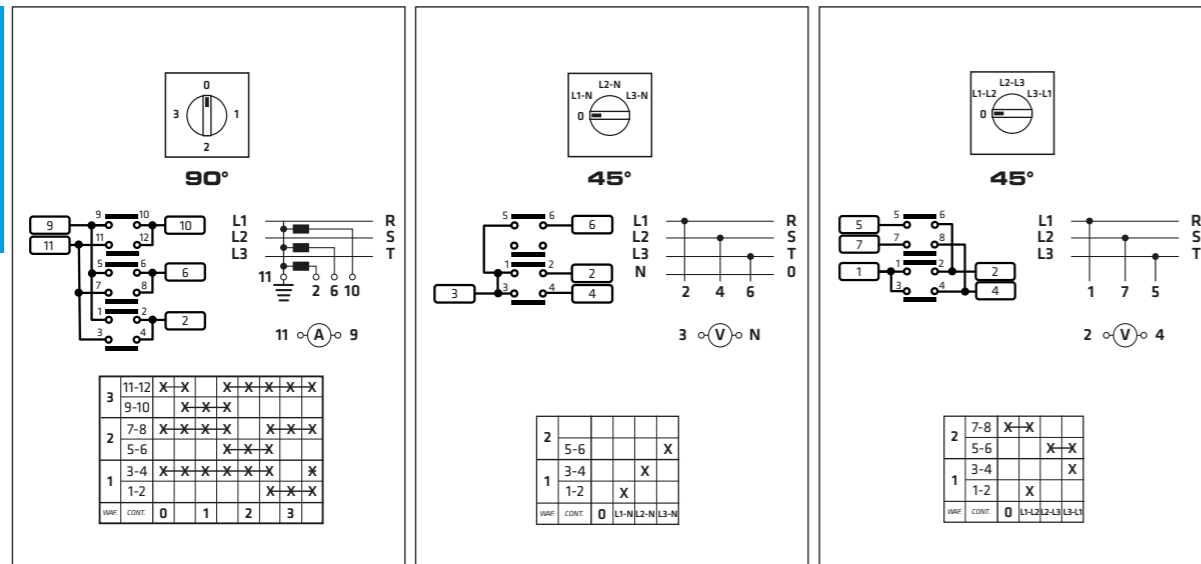 0
3 1
2
90°
9 10
9 10
11 11 12
5 6
6
7 8
1 2
2
3 4
L1 R
L2 S
L3 T
11 2 6 10
11 A 9
3 11-12 X X X X X X X
9-10 X X X
2 7-8 X X X X X X X
5-6 X X X
1 3-4 X X X X X X X
1-2 X X X
WAF. CONT. 0 1 2 3
L2-N
L1-N L3-N
0
45°
5 6
6
1 2
2
3 3 4 4
L1 R
L2 S
L3 T
N 0
2 4 6
3 V N
2
5-6 X
1 3-4 X
1-2 X
WAF. CONT. 0 L1-N L2-N L3-N
L2-L3
L1-L2 L3-L1
0
45°
5 6
5
7 7 8
1 1 2 2
3 4 4
L1 R
L2 S
L3 T
1 7 5
2 V 4
2 7-8 X X
5-6 X X
1 3-4 X
1-2 X
WAF. CONT. 0 L1-L2 L2-L3 L3-L1